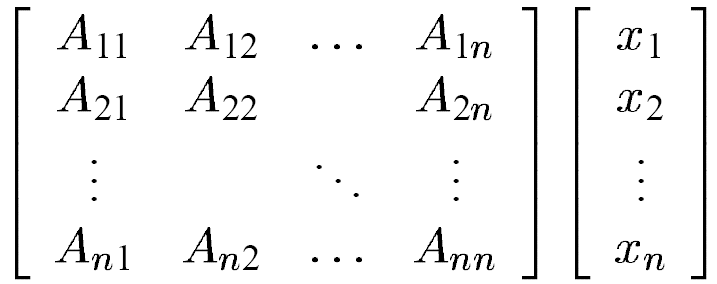 A₁₁ A₁₂ … A₁ₙ x₁
A₂₁ A₂₂ A₂ₙ x₂
⋮ ⋱ ⋮ ⋮
Aₙ₁ Aₙ₂ … Aₙₙ xₙ